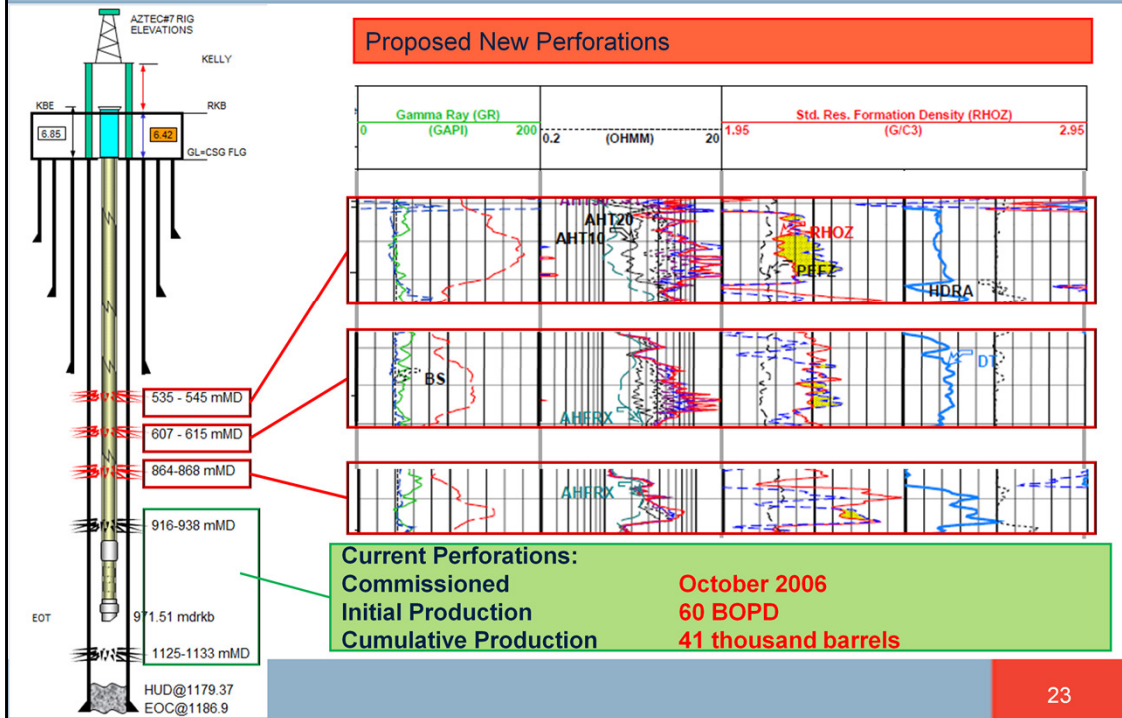 AZTEC#7 RIG
ELEVATIONS
KELLY
KBE
RKB
6.85
6.42
GL=CSG FLG
535 - 545 mMD
607 - 615 mMD
864-868 mMD
916-938 mMD
EOT
971.51 mdrkb
1125-1133 mMD
HUD@1179.37
EOC@1186.9
Proposed New Perforations
Gamma Ray (GR)
0 (GAPI) 200
0.2 (OHMM) 20
Std. Res. Formation Density (RHOZ)
1.95 (G/C3) 2.95
AHT20
AHT10
RHOZ
PEFZ
HDRA
BS
AHFRX
DT
AHFRX
Current Perforations:
Commissioned October 2006
Initial Production 60 BOPD
Cumulative Production 41 thousand barrels
23